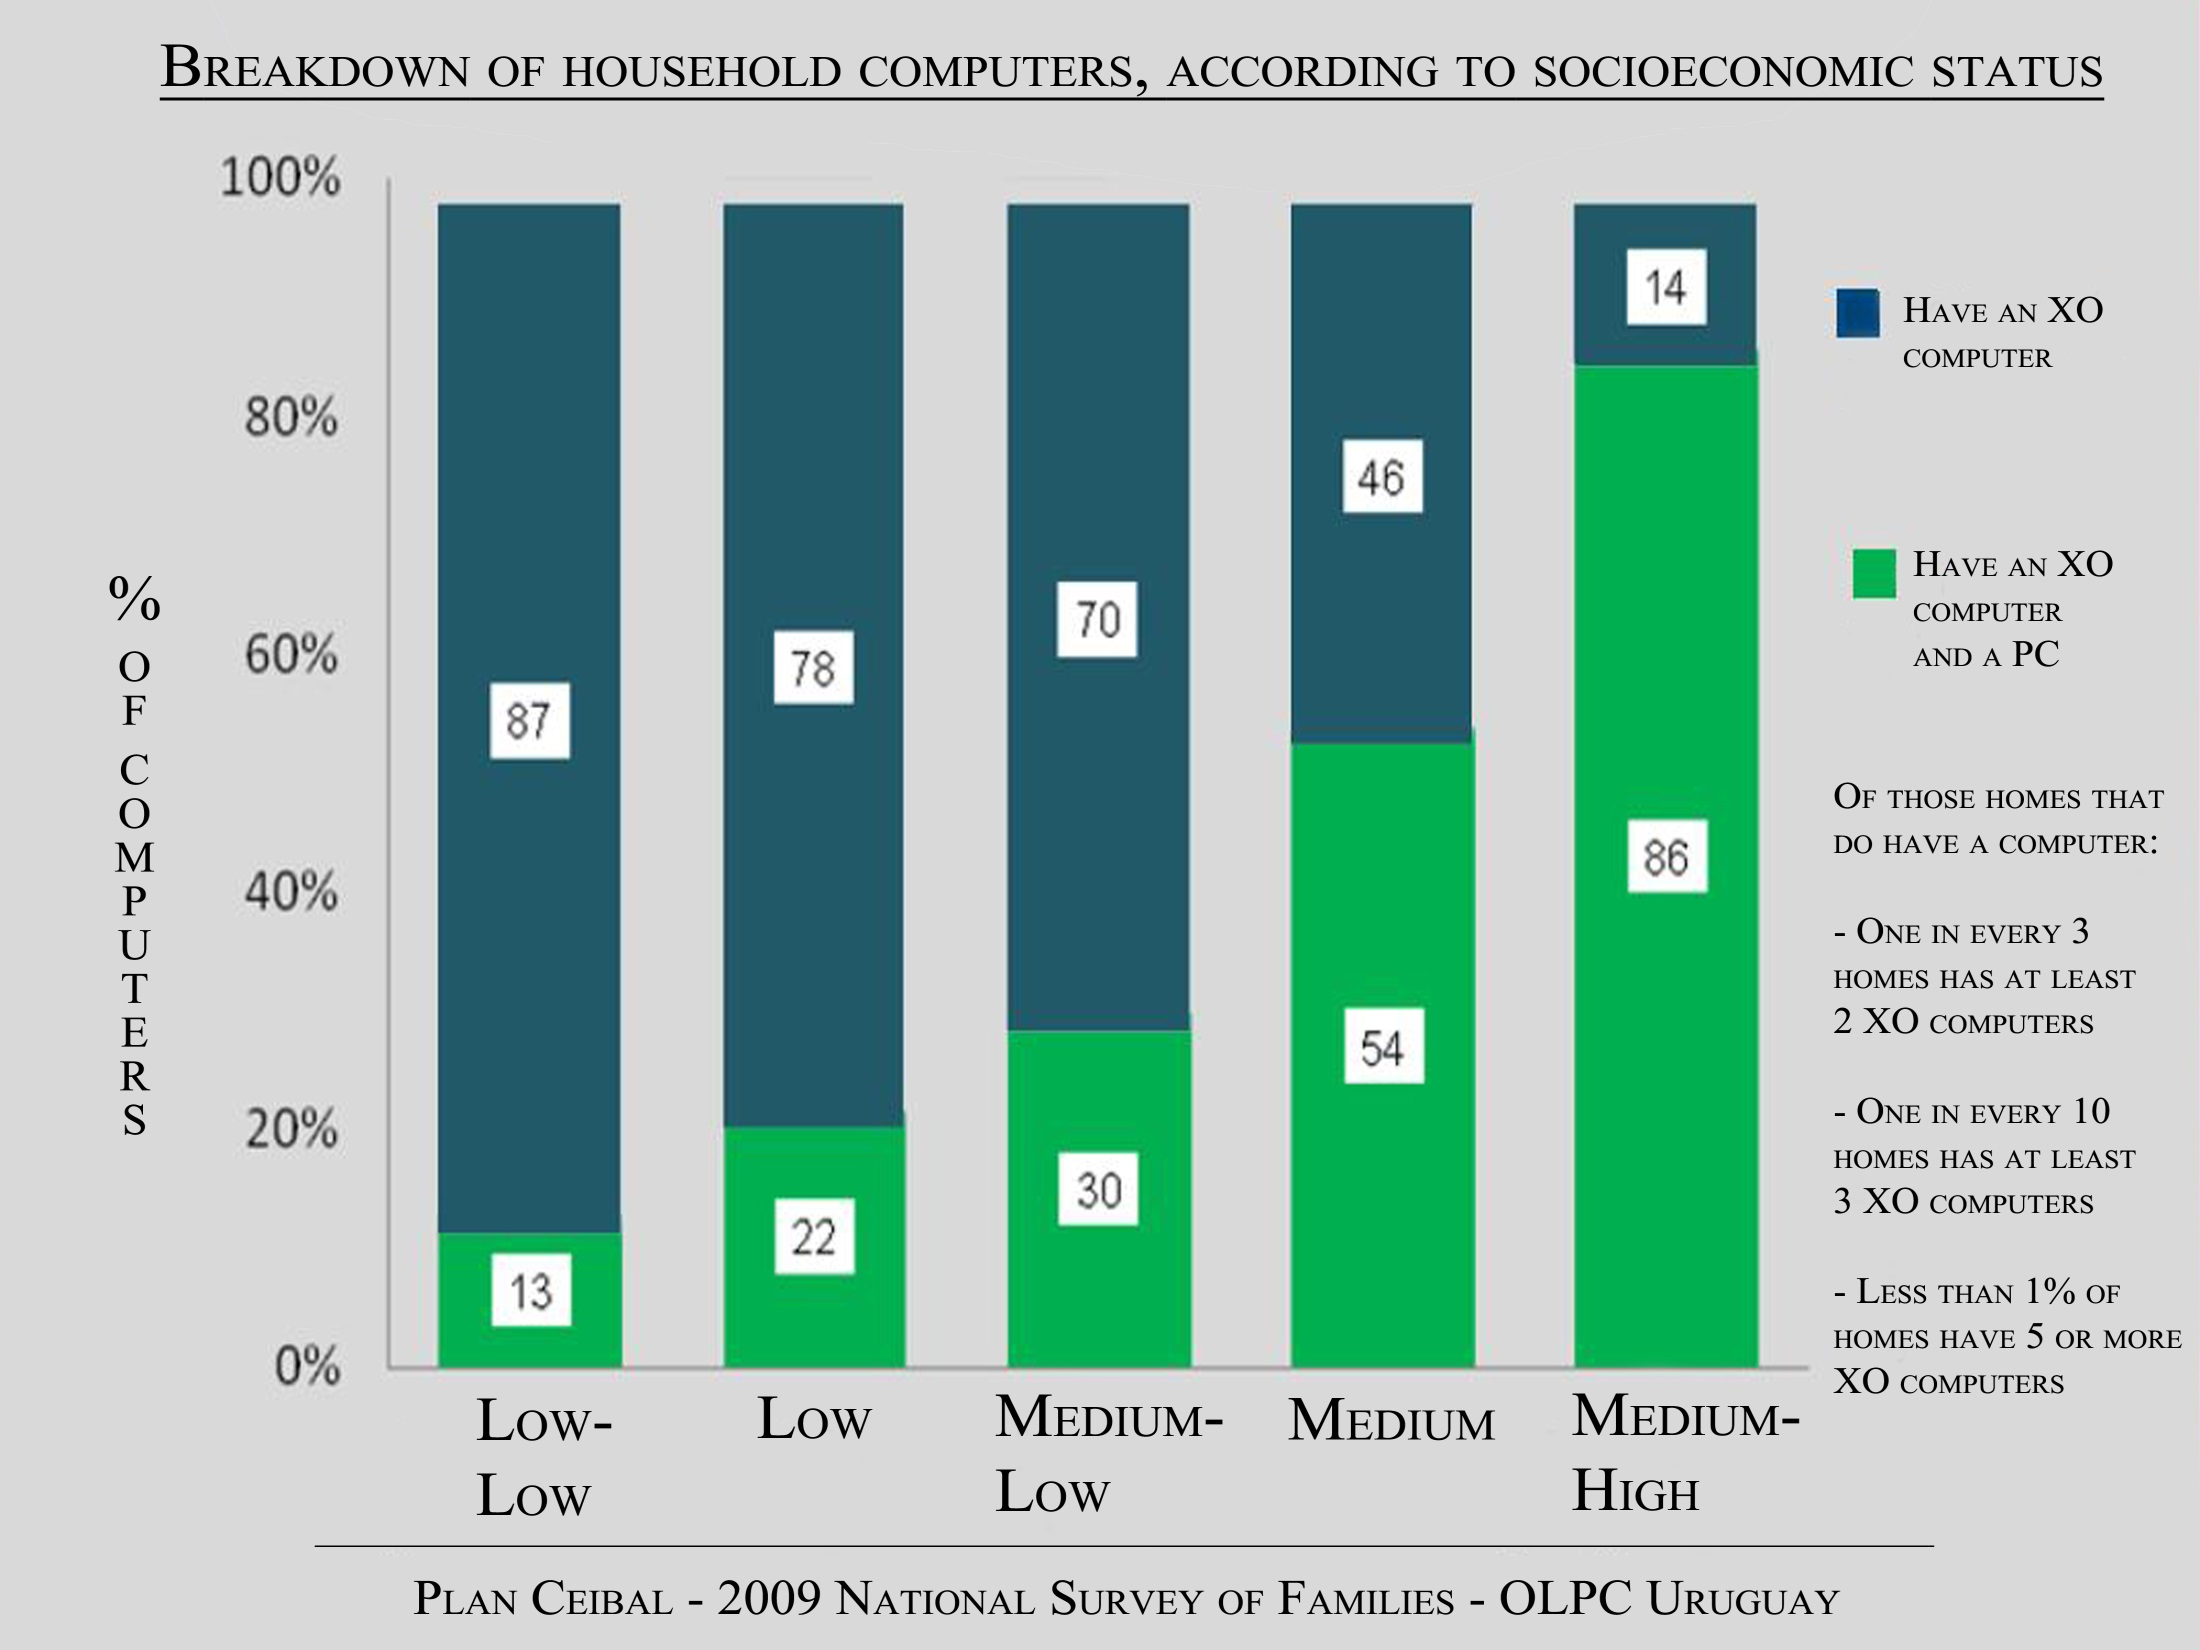 Breakdown of household computers, according to socioeconomic status
100%
80%
60%
40%
20%
0%
% of computers
87
13
78
22
70
30
46
54
14
86
Have an XO
computer
Have an XO
computer
and a PC
Of those homes that
do have a computer:
- One in every 3
homes has at least
2 XO computers
- One in every 10
homes has at least
3 XO computers
- Less than 1% of
homes have 5 or more
XO computers
Low-
Low
Low
Medium-
Low
Medium
Medium-
High
Plan Ceibal - 2009 National Survey of Families - OLPC Uruguay